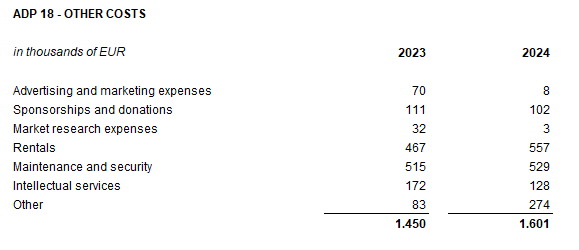 ADP 18 - OTHER COSTS
in thousands of EUR 2023 2024
Advertising and marketing expenses 70 8
Sponsorships and donations 111 102
Market research expenses 32 3
Rentals 467 557
Maintenance and security 515 529
Intellectual services 172 128
Other 83 274
1.450 1.601